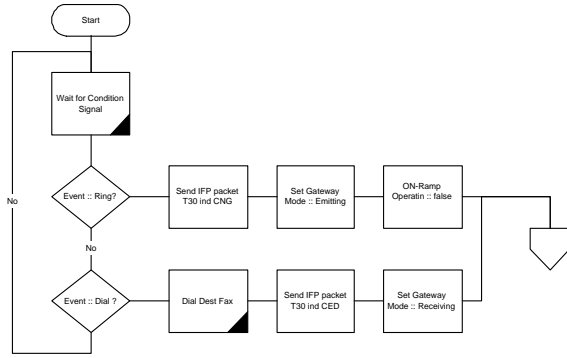 Start
Wait for Condition
Signal
Event :: Ring?
Send IFP packet
T30 ind CNG
Set Gateway
Mode :: Emitting
ON-Ramp
Operatin :: false
No
No
Event :: Dial ?
Dial Dest Fax
Send IFP packet
T30 ind CED
Set Gateway
Mode :: Receiving